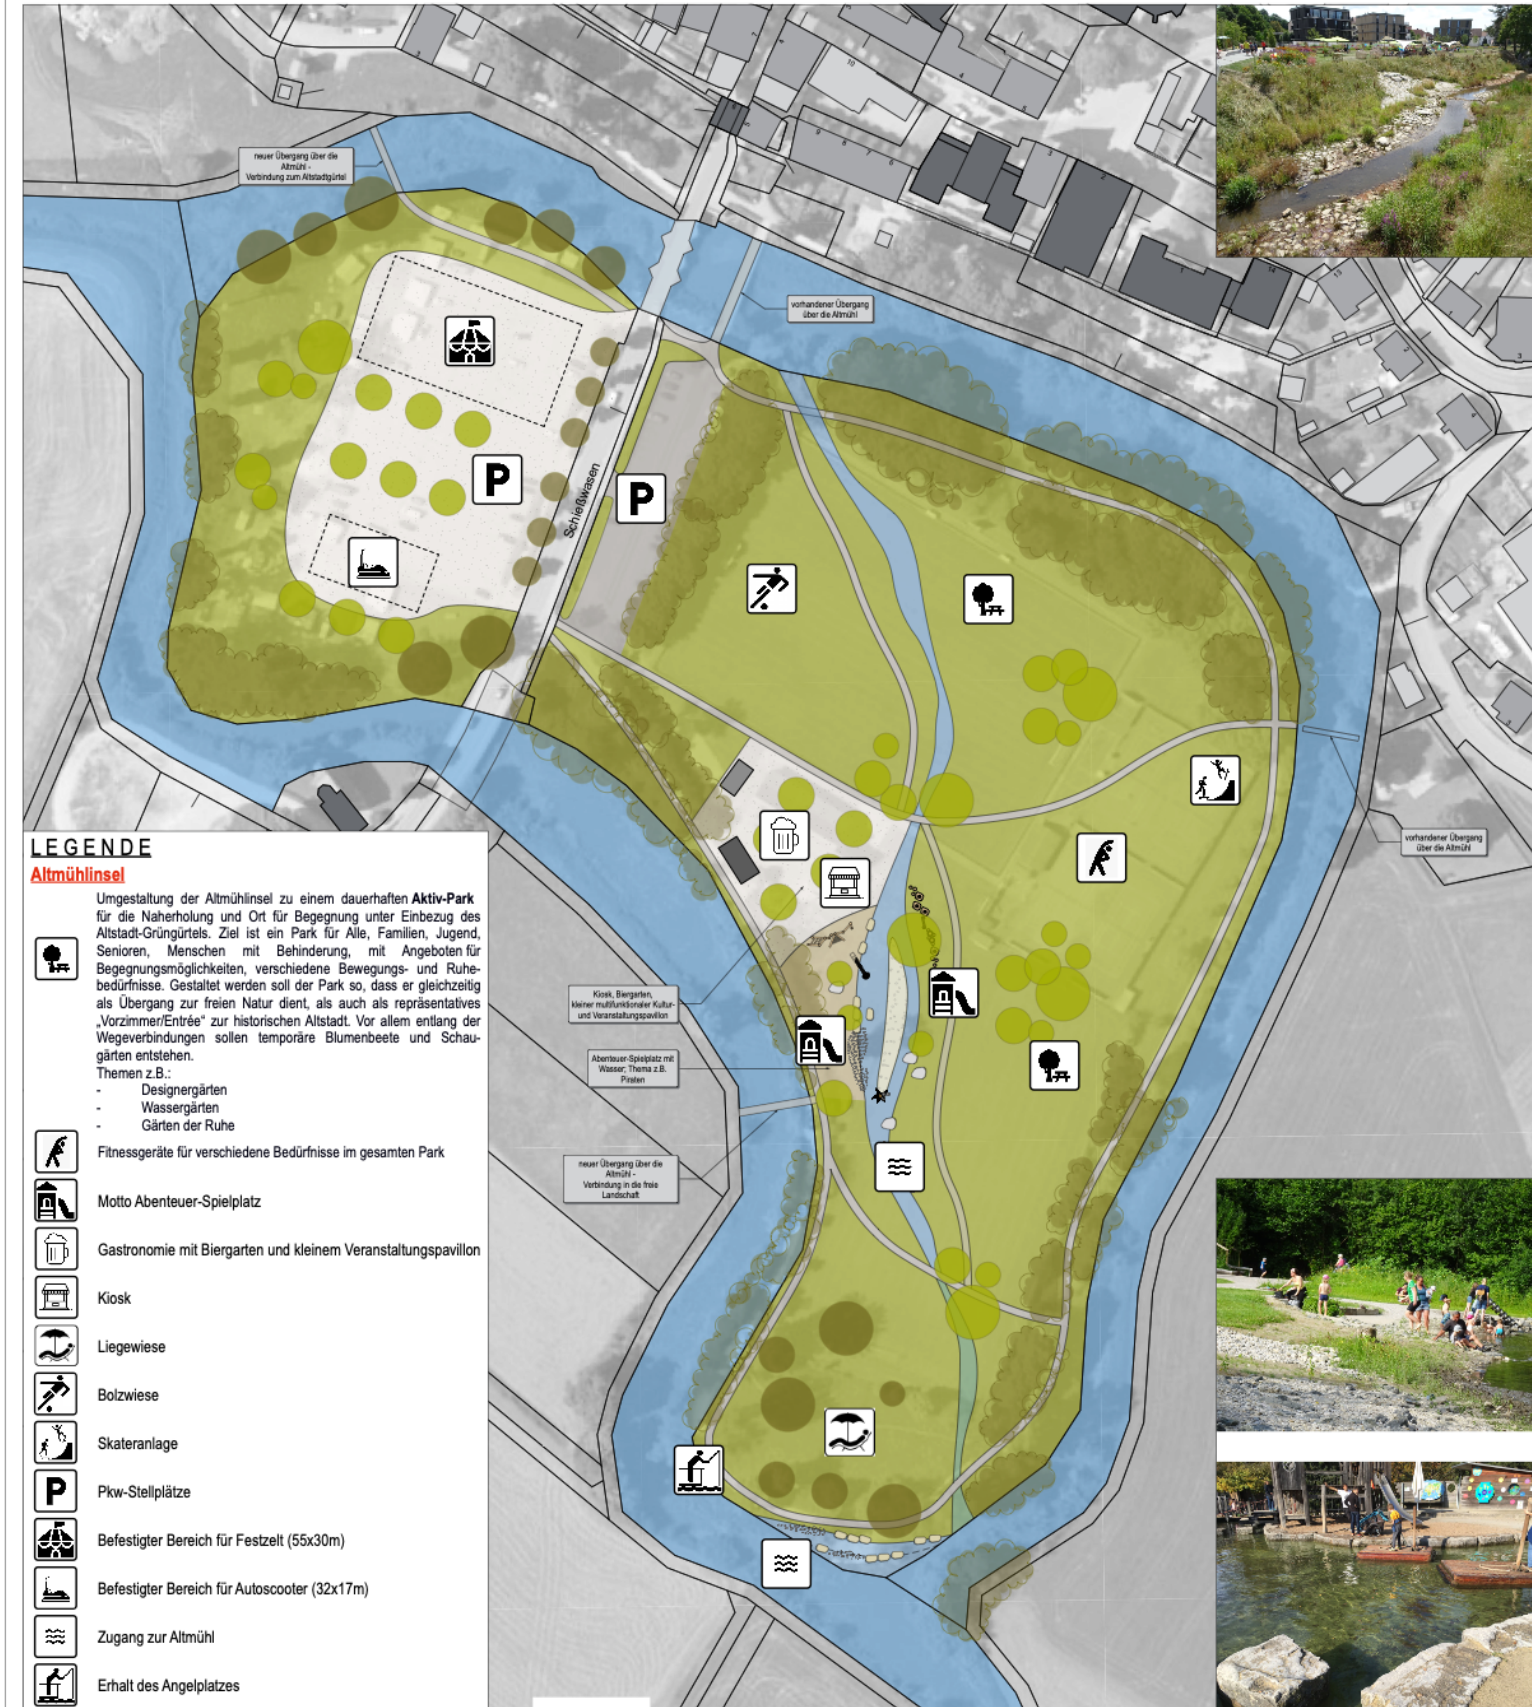 neuer Übergang über die
Altmühl -
Verbindung zum Altstadtgürtel
vorhandener Übergang
über die Altmühl
P
P
Schießwasen
vorhandener Übergang
über die Altmühl
Kiosk, Biergarten,
kleiner multifunktionaler Kultur-
und Veranstaltungspavillon
Abenteuer-Spielplatz mit
Wasser; Thema z.B.
Piraten
neuer Übergang über die
Altmühl -
Verbindung in die freie
Landschaft
LEGENDE
Altmühlinsel
Umgestaltung der Altmühlinsel zu einem dauerhaften Aktiv-Park
für die Naherholung und Ort für Begegnung unter Einbezug des
Altstadt-Grüngürtels. Ziel ist ein Park für Alle, Familien, Jugend,
Senioren, Menschen mit Behinderung, mit Angeboten für
Begegnungsmöglichkeiten, verschiedene Bewegungs- und Ruhe-
bedürfnisse. Gestaltet werden soll der Park so, dass er gleichzeitig
als Übergang zur freien Natur dient, als auch als repräsentatives
„Vorzimmer/Entrée“ zur historischen Altstadt. Vor allem entlang der
Wegeverbindungen sollen temporäre Blumenbeete und Schau-
gärten entstehen.
Themen z.B.:
- Designergärten
- Wassergärten
- Gärten der Ruhe
Fitnessgeräte für verschiedene Bedürfnisse im gesamten Park
Motto Abenteuer-Spielplatz
Gastronomie mit Biergarten und kleinem Veranstaltungspavillon
Kiosk
Liegewiese
Bolzwiese
Skateranlage
P Pkw-Stellplätze
Befestigter Bereich für Festzelt (55x30m)
Befestigter Bereich für Autoscooter (32x17m)
Zugang zur Altmühl
Erhalt des Angelplatzes